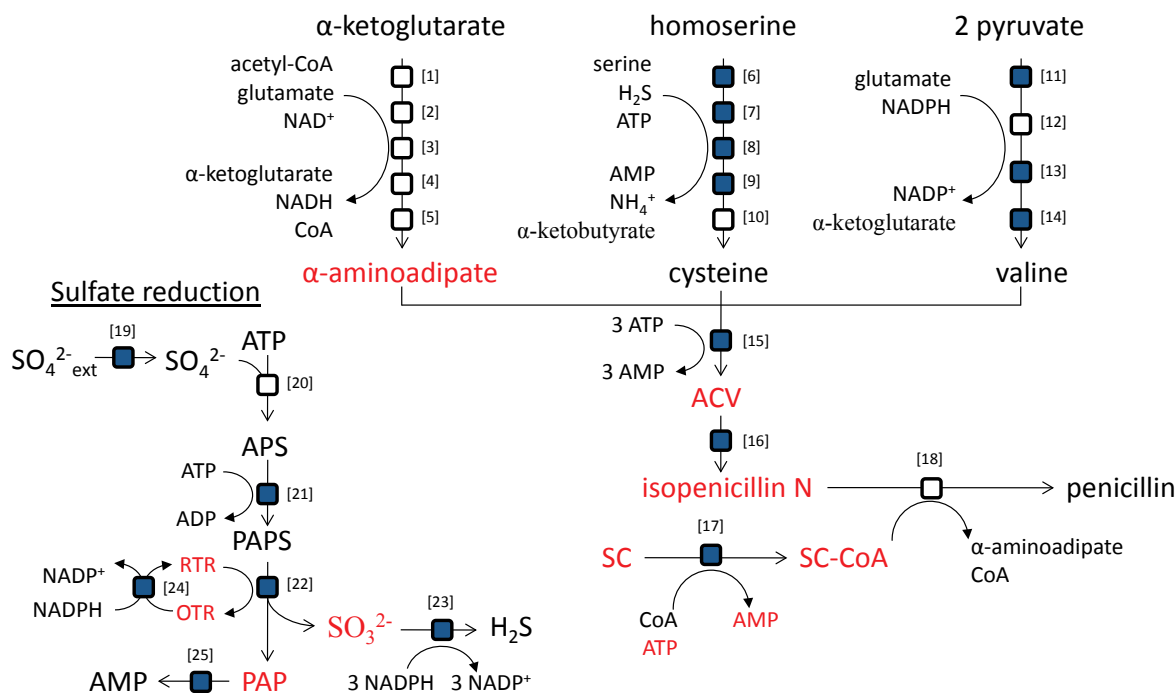 α-ketoglutarate
acetyl-CoA
glutamate
NAD⁺
α-ketoglutarate
NADH
CoA
[1]
[2]
[3]
[4]
[5]
α-aminoadipate
homoserine
serine
H₂S
ATP
AMP
NH₄⁺
α-ketobutyrate
[6]
[7]
[8]
[9]
[10]
cysteine
2 pyruvate
glutamate
NADPH
NADP⁺
α-ketoglutarate
[11]
[12]
[13]
[14]
valine
3 ATP
3 AMP
[15]
ACV
[16]
isopenicillin N
[18]
penicillin
α-aminoadipate
CoA
SC
[17]
SC-CoA
CoA
ATP
AMP
Sulfate reduction
SO₄²⁻ext
[19]
SO₄²⁻
ATP
[20]
APS
ATP
ADP
[21]
PAPS
NADP⁺
NADPH
[24]
RTR
OTR
[22]
SO₃²⁻
[23]
H₂S
3 NADPH
3 NADP⁺
AMP
[25]
PAP